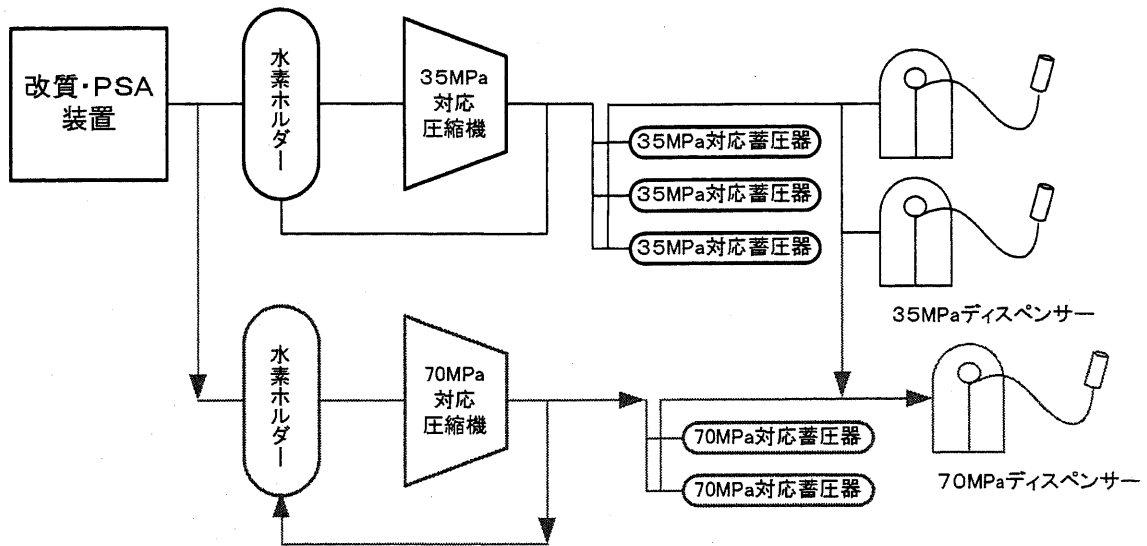 改質・PSA
装置
水素ホルダー
35MPa
対応
圧縮機
35MPa対応蓄圧器
35MPa対応蓄圧器
35MPa対応蓄圧器
35MPaディスペンサー
水素ホルダー
70MPa
対応
圧縮機
70MPa対応蓄圧器
70MPa対応蓄圧器
70MPaディスペンサー